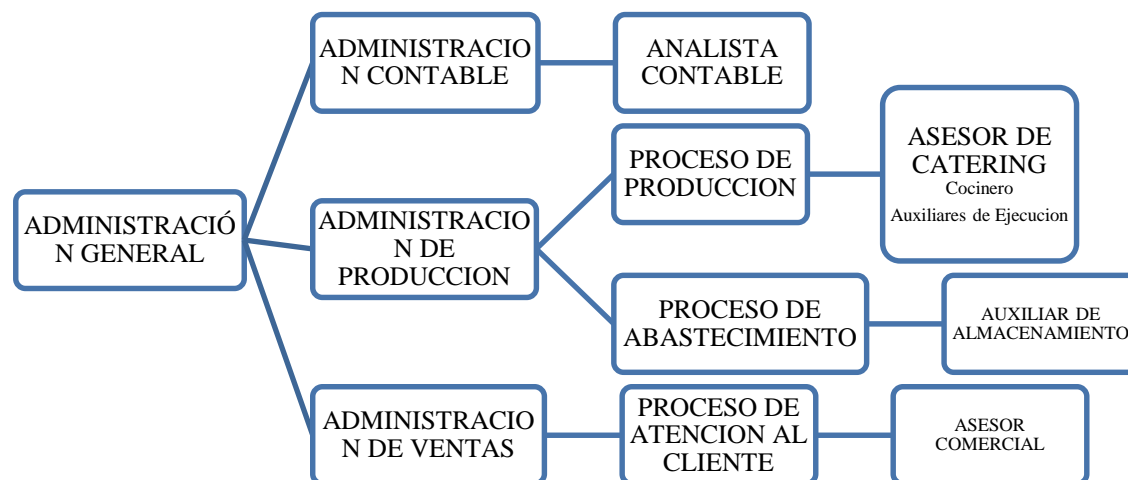 ADMINISTRACIO
N CONTABLE
ANALISTA
CONTABLE
PROCESO DE
PRODUCCION
ASESOR DE
CATERING
Cocinero
Auxiliares de Ejecucion
ADMINISTRACIÓ
N GENERAL
ADMINISTRACIO
N DE
PRODUCCION
PROCESO DE
ABASTECIMIENTO
AUXILIAR DE
ALMACENAMIENTO
ADMINISTRACIO
N DE VENTAS
PROCESO DE
ATENCION AL
CLIENTE
ASESOR
COMERCIAL